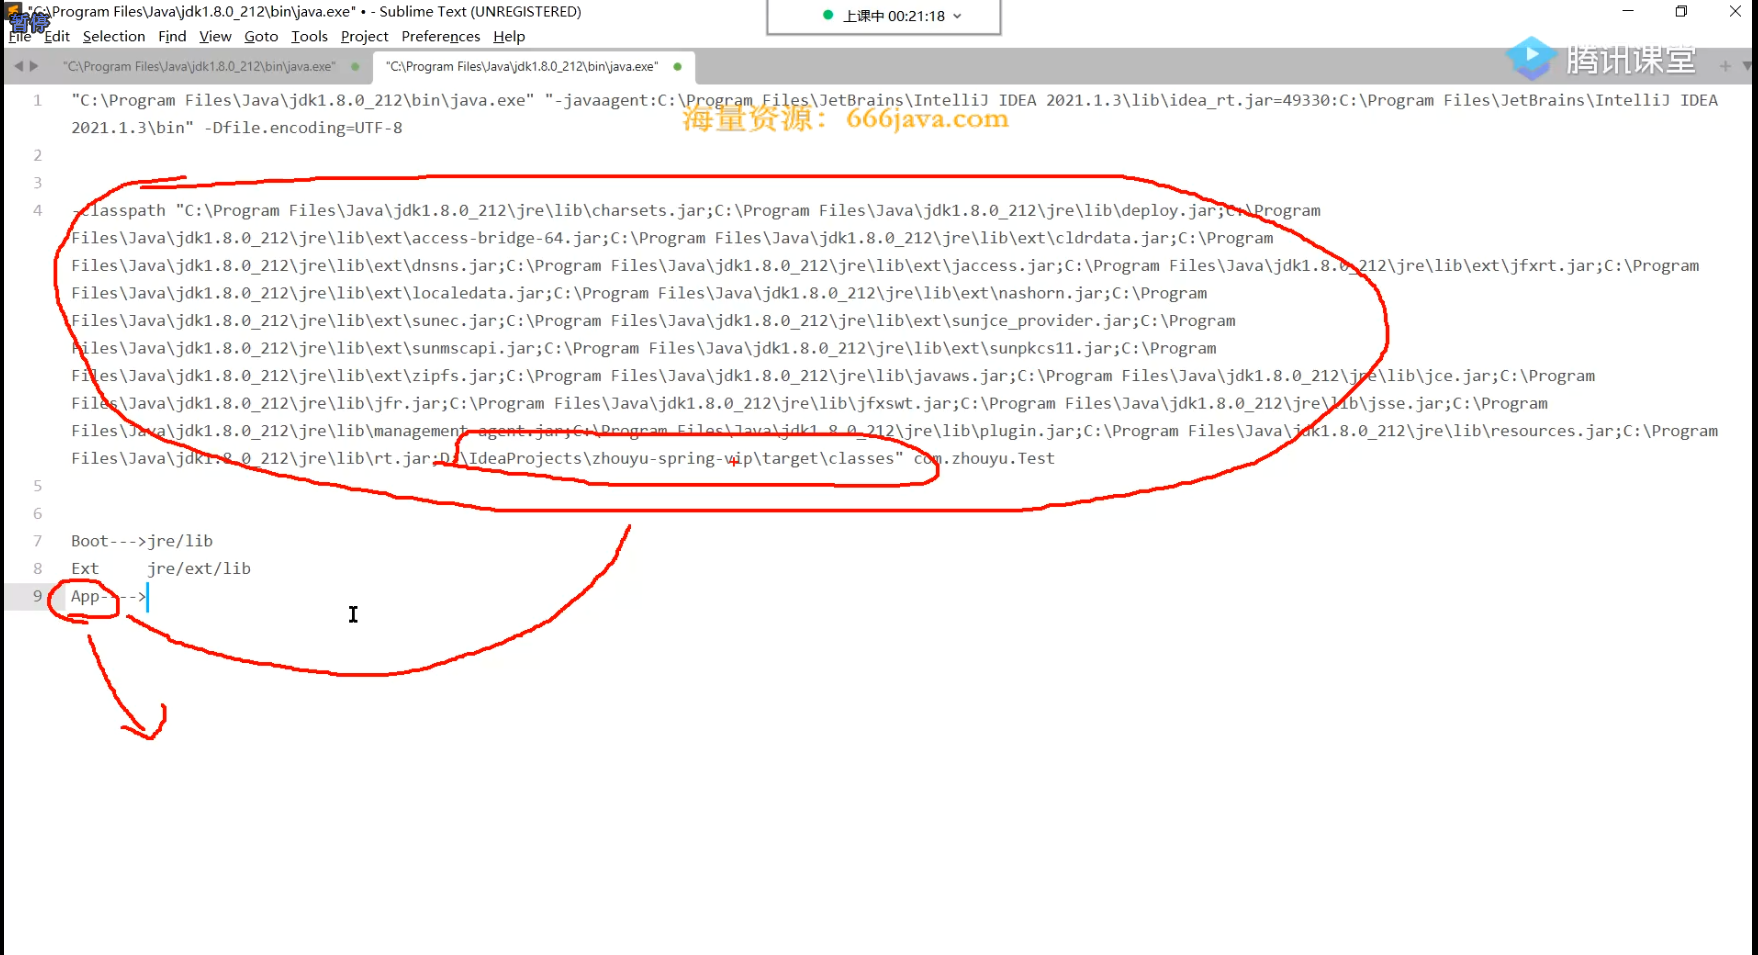 "C:\Program Files\Java\jdk1.8.0_212\bin\java.exe" • - Sublime Text (UNREGISTERED)
暂停
上课中 00:21:18
File Edit Selection Find View Goto Tools Project Preferences Help
"C:\Program Files\Java\jdk1.8.0_212\bin\java.exe" "C:\Program Files\Java\jdk1.8.0_212\bin\java.exe"
腾讯课堂
1 "C:\Program Files\Java\jdk1.8.0_212\bin\java.exe" "-javaagent:C:\Program Files\JetBrains\IntelliJ IDEA 2021.1.3\lib\idea_rt.jar=49330:C:\Program Files\JetBrains\IntelliJ IDEA
2021.1.3\bin" -Dfile.encoding=UTF-8
海量资源：666java.com
2
3
4 -classpath "C:\Program Files\Java\jdk1.8.0_212\jre\lib\charsets.jar;C:\Program Files\Java\jdk1.8.0_212\jre\lib\deploy.jar;C:\Program
Files\Java\jdk1.8.0_212\jre\lib\ext\access-bridge-64.jar;C:\Program Files\Java\jdk1.8.0_212\jre\lib\ext\cldrdata.jar;C:\Program
Files\Java\jdk1.8.0_212\jre\lib\ext\dnsns.jar;C:\Program Files\Java\jdk1.8.0_212\jre\lib\ext\jaccess.jar;C:\Program Files\Java\jdk1.8.0_212\jre\lib\ext\jfxrt.jar;C:\Program
Files\Java\jdk1.8.0_212\jre\lib\ext\localedata.jar;C:\Program Files\Java\jdk1.8.0_212\jre\lib\ext\nashorn.jar;C:\Program
Files\Java\jdk1.8.0_212\jre\lib\ext\sunec.jar;C:\Program Files\Java\jdk1.8.0_212\jre\lib\ext\sunjce_provider.jar;C:\Program
Files\Java\jdk1.8.0_212\jre\lib\ext\sunmscapi.jar;C:\Program Files\Java\jdk1.8.0_212\jre\lib\ext\sunpkcs11.jar;C:\Program
Files\Java\jdk1.8.0_212\jre\lib\ext\zipfs.jar;C:\Program Files\Java\jdk1.8.0_212\jre\lib\javaws.jar;C:\Program Files\Java\jdk1.8.0_212\jre\lib\jce.jar;C:\Program
Files\Java\jdk1.8.0_212\jre\lib\jfr.jar;C:\Program Files\Java\jdk1.8.0_212\jre\lib\jfxswt.jar;C:\Program Files\Java\jdk1.8.0_212\jre\lib\jsse.jar;C:\Program
Files\Java\jdk1.8.0_212\jre\lib\management-agent.jar;C:\Program Files\Java\jdk1.8.0_212\jre\lib\plugin.jar;C:\Program Files\Java\jdk1.8.0_212\jre\lib\resources.jar;C:\Program
Files\Java\jdk1.8.0_212\jre\lib\rt.jar;D:\IdeaProjects\zhouyu-spring-vip\target\classes" com.zhouyu.Test
5
6
7 Boot--->jre/lib
8 Ext jre/ext/lib
9 App---->